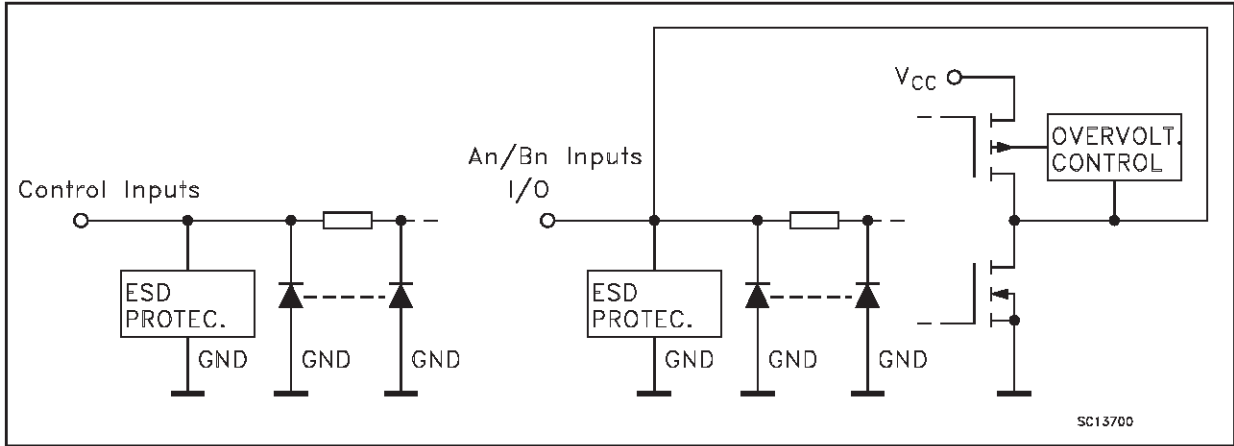 VCC
OVERVOLT.
CONTROL
An/Bn Inputs
I/O
Control Inputs
ESD
PROTEC.
GND
GND
GND
ESD
PROTEC.
GND
GND
GND
SC13700